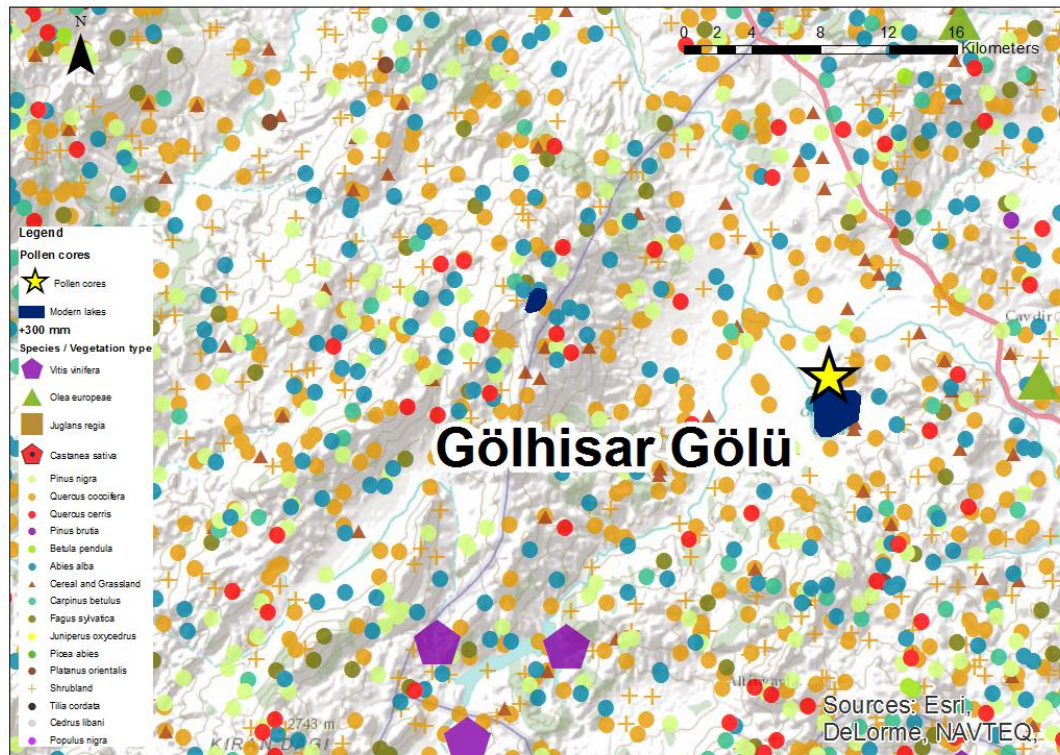 N
0 2 4 8 12 16
Kilometers
Legend
Pollen cores
Pollen cores
Modern lakes
+300 mm
Species / Vegetation type
Vitis vinifera
Olea europeae
Juglans regia
Castanea sativa
Pinus nigra
Quercus coccifera
Quercus cerris
Pinus brutia
Betula pendula
Abies alba
Cereal and Grassland
Carpinus betulus
Fagus sylvatica
Juniperus oxycedrus
Picea abies
Platanus orientalis
Shrubland
Tilia cordata
Cedrus libani
Populus nigra
Gölhisar Gölü
2743 m
KIRAN DAGI
Sources: Esri,
DeLorme, NAVTEQ,